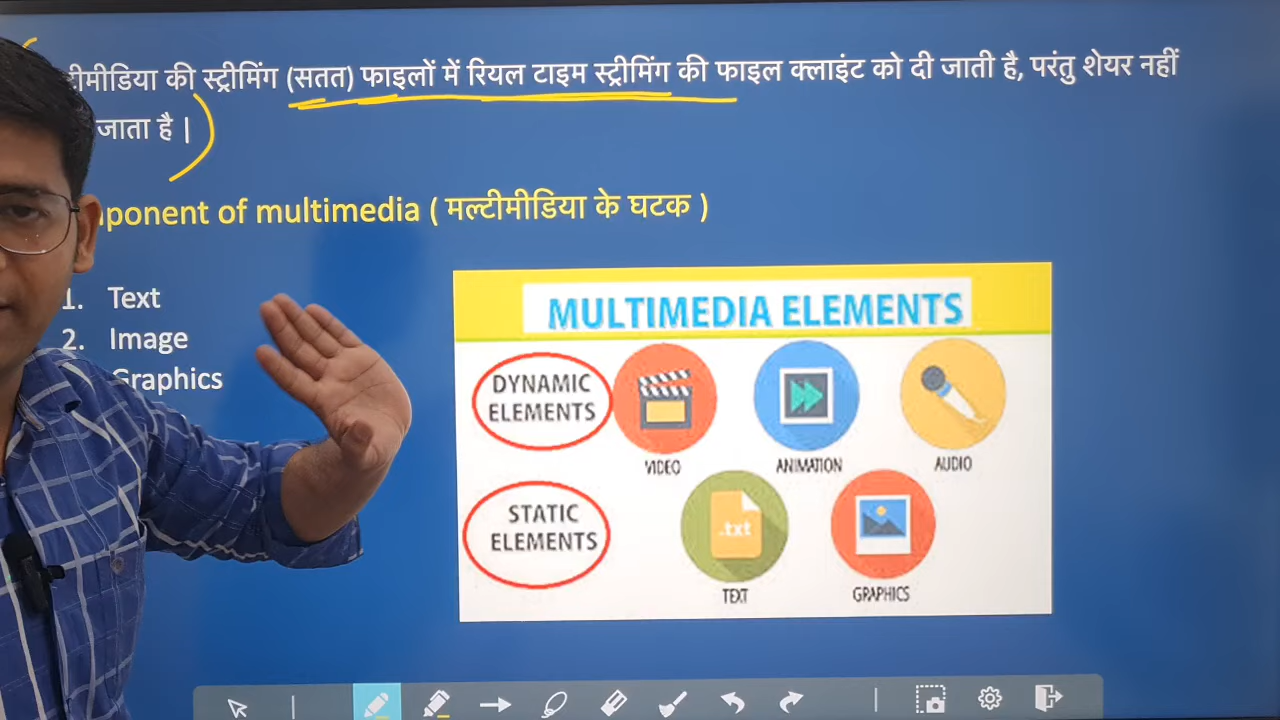 टीमीडिया की स्ट्रीमिंग (सतत) फाइलों में रियल टाइम स्ट्रीमिंग की फाइल क्लाइंट को दी जाती है, परंतु शेयर नहीं
जाता है |
ponent of multimedia ( मल्टीमीडिया के घटक )
1. Text
2. Image
Graphics
MULTIMEDIA ELEMENTS
DYNAMIC
ELEMENTS
VIDEO
ANIMATION
AUDIO
STATIC
ELEMENTS
.txt
TEXT
GRAPHICS